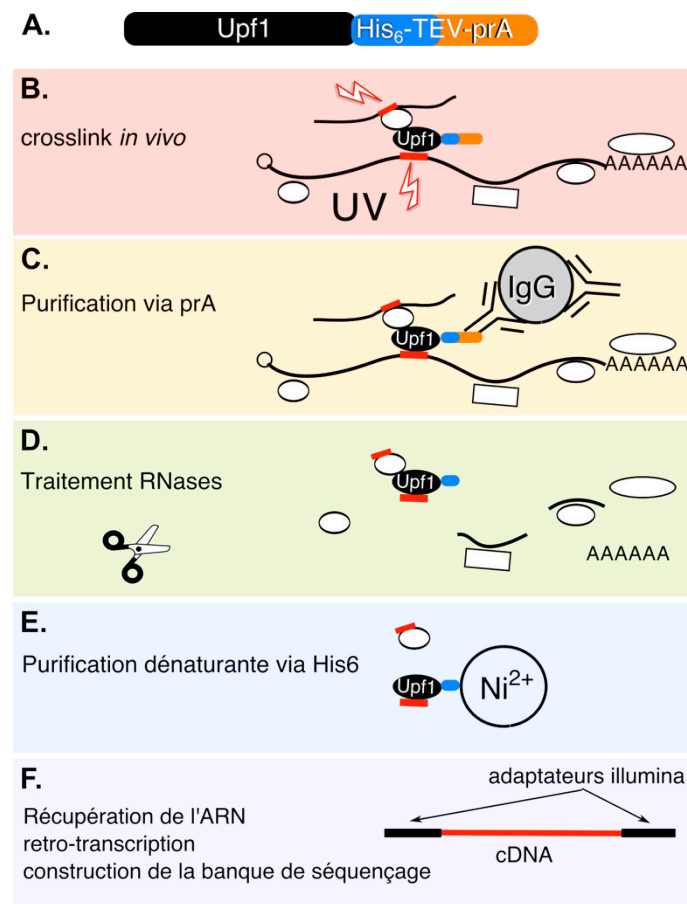 A.
Upf1 His₆-TEV-prA
B.
crosslink in vivo
Upf1
UV
AAAAAA
C.
Purification via prA
IgG
Upf1
AAAAAA
D.
Traitement RNases
Upf1
AAAAAA
E.
Purification dénaturante via His6
Upf1
Ni²⁺
F.
adaptateurs illumina
Récupération de l'ARN
retro-transcription
construction de la banque de séquençage
cDNA